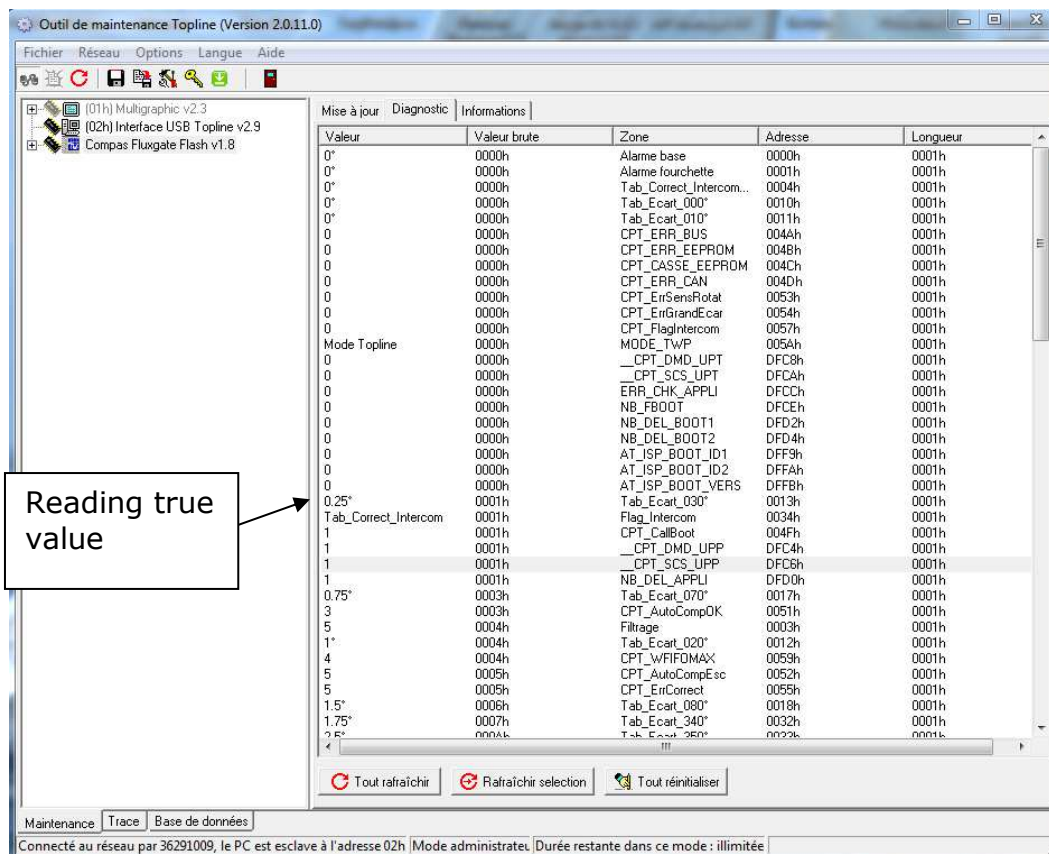 Outil de maintenance Topline (Version 2.0.11.0)
Fichier Réseau Options Langue Aide
(01h) Multigraphic v2.3
(02h) Interface USB Topline v2.9
Compas Fluxgate Flash v1.8
Mise à jour Diagnostic Informations
Valeur Valeur brute Zone Adresse Longueur
0° 0000h Alarme base 0000h 0001h
0° 0000h Alarme fourchette 0001h 0001h
0° 0000h Tab_Correct_Intercom... 0004h 0001h
0° 0000h Tab_Ecart_000° 0010h 0001h
0° 0000h Tab_Ecart_010° 0011h 0001h
0 0000h CPT_ERR_BUS 004Ah 0001h
0 0000h CPT_ERR_EEPROM 004Bh 0001h
0 0000h CPT_CASSE_EEPROM 004Ch 0001h
0 0000h CPT_ERR_CAN 004Dh 0001h
0 0000h CPT_ErrSensRotat 0053h 0001h
0 0000h CPT_ErrGrandEcar 0054h 0001h
0 0000h CPT_FlagIntercom 0057h 0001h
Mode Topline 0000h MODE_TWP 005Ah 0001h
0 0000h __CPT_DMD_UPT DFC8h 0001h
0 0000h __CPT_SCS_UPT DFCAh 0001h
0 0000h ERR_CHK_APPLI DFCCh 0001h
0 0000h NB_FBOOT DFCEh 0001h
0 0000h NB_DEL_BOOT1 DFD2h 0001h
0 0000h NB_DEL_BOOT2 DFD4h 0001h
0 0000h AT_ISP_BOOT_ID1 DFF9h 0001h
0 0000h AT_ISP_BOOT_ID2 DFFAh 0001h
0 0000h AT_ISP_BOOT_VERS DFFBh 0001h
0.25° 0001h Tab_Ecart_030° 0013h 0001h
Tab_Correct_Intercom 0001h Flag_Intercom 0034h 0001h
1 0001h CPT_CallBoot 004Fh 0001h
1 0001h __CPT_DMD_UPP DFC4h 0001h
1 0001h __CPT_SCS_UPP DFC6h 0001h
1 0001h NB_DEL_APPLI DFD0h 0001h
0.75° 0003h Tab_Ecart_070° 0017h 0001h
3 0003h CPT_AutoCompOK 0051h 0001h
5 0004h Filtrage 0003h 0001h
1° 0004h Tab_Ecart_020° 0012h 0001h
4 0004h CPT_WFIFOMAX 0059h 0001h
5 0005h CPT_AutoCompEsc 0052h 0001h
5 0005h CPT_ErrCorrect 0055h 0001h
1.5° 0006h Tab_Ecart_080° 0018h 0001h
1.75° 0007h Tab_Ecart_340° 0032h 0001h
2.5° 000Ah Tab_Ecart_350° 0033h 0001h
Reading true
value
Tout rafraîchir Rafraîchir selection Tout réinitialiser
Maintenance Trace Base de données
Connecté au réseau par 36291009, le PC est esclave à l'adresse 02h Mode administrateu Durée restante dans ce mode : illimitée